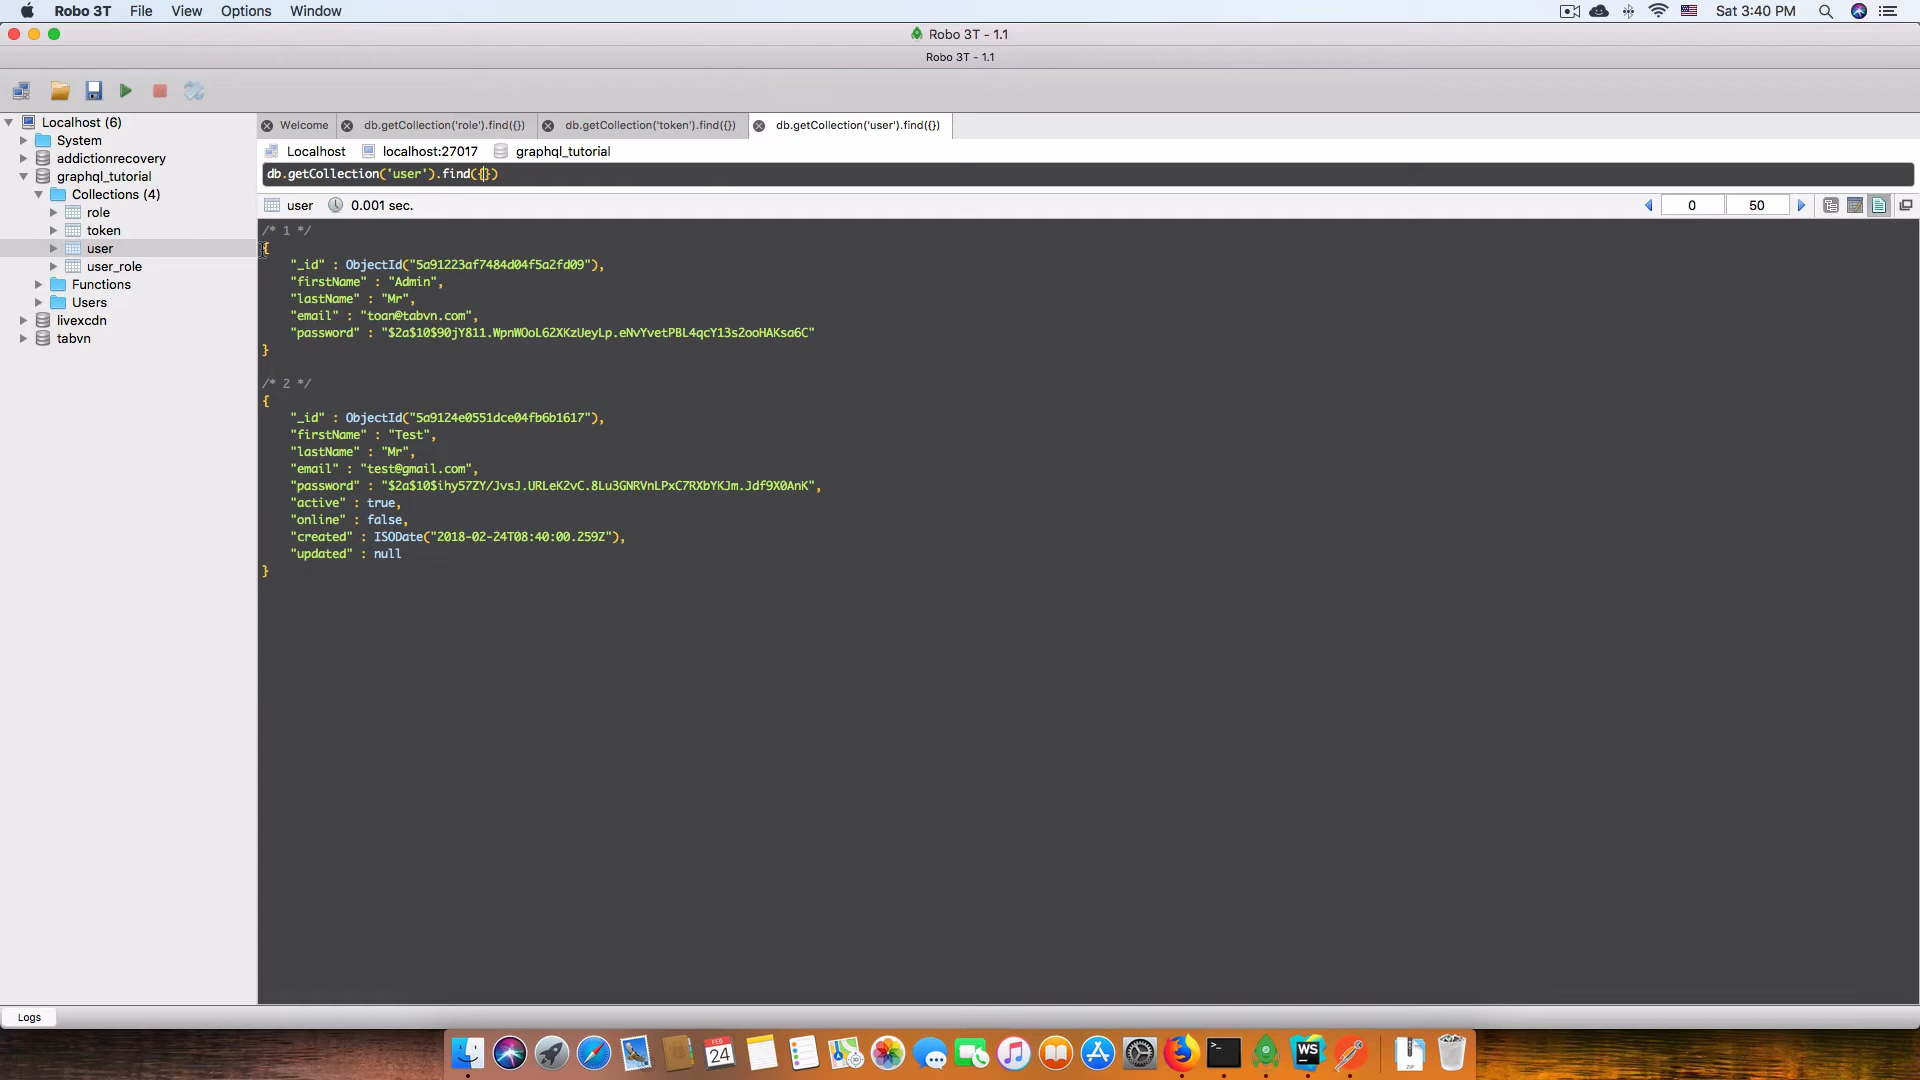 Robo 3T File View Options Window Sat 3:40 PM
Robo 3T - 1.1
Robo 3T - 1.1
Localhost (6)
System
addictionrecovery
graphql_tutorial
Collections (4)
role
token
user
user_role
Functions
Users
livexcdn
tabvn
Welcome db.getCollection('role').find({}) db.getCollection('token').find({}) db.getCollection('user').find({})
Localhost localhost:27017 graphql_tutorial
db.getCollection('user').find({})
user 0.001 sec. 0 50
/* 1 */
{
"_id" : ObjectId("5a91223af7484d04f5a2fd09"),
"firstName" : "Admin",
"lastName" : "Mr",
"email" : "toan@tabvn.com",
"password" : "$2a$10$90jY811.WpnWOoL62XKzUeyLp.eNvYvetPBL4qcY13s2ooHAKsa6C"
}
/* 2 */
{
"_id" : ObjectId("5a9124e0551dce04fb6b1617"),
"firstName" : "Test",
"lastName" : "Mr",
"email" : "test@gmail.com",
"password" : "$2a$10$ihy57ZY/JvsJ.URLeK2vC.8Lu3GNRVnLPxC7RXbYKJm.Jdf9X0AnK",
"active" : true,
"online" : false,
"created" : ISODate("2018-02-24T08:40:00.259Z"),
"updated" : null
}
Logs
FEB
24
>_
WS
ZIP